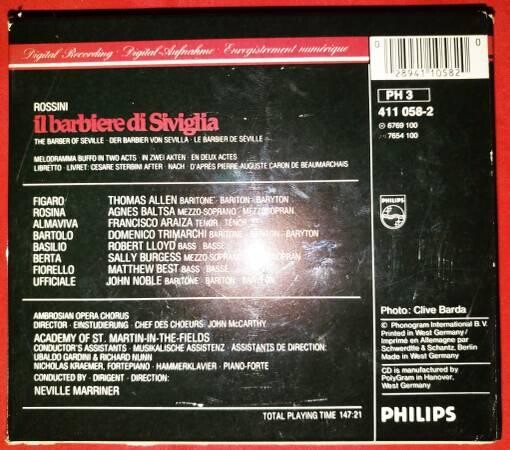 Digital Recording · Digital-Aufnahme · Enregistrement numérique
ROSSINI
il barbiere di Siviglia
THE BARBER OF SEVILLE · DER BARBIER VON SEVILLA · LE BARBIER DE SÉVILLE
MELODRAMMA BUFFO IN TWO ACTS · IN ZWEI AKTEN · EN DEUX ACTES
LIBRETTO · LIVRET: CESARE STERBINI AFTER · NACH · D'APRÈS PIERRE-AUGUSTE CARON DE BEAUMARCHAIS
FIGARO THOMAS ALLEN BARITONE · BARITON · BARYTON
ROSINA AGNES BALTSA MEZZO-SOPRANO · MEZZOSOPRAN
ALMAVIVA FRANCISCO ARAIZA TENOR · TÉNOR
BARTOLO DOMENICO TRIMARCHI BARITONE · BARITON · BARYTON
BASILIO ROBERT LLOYD BASS · BASSE
BERTA SALLY BURGESS MEZZO-SOPRANO · MEZZOSOPRAN
FIORELLO MATTHEW BEST BASS · BASSE
UFFICIALE JOHN NOBLE BARITONE · BARITON · BARYTON
AMBROSIAN OPERA CHORUS
DIRECTOR · EINSTUDIERUNG · CHEF DES CHOEURS: JOHN McCARTHY
ACADEMY OF ST. MARTIN-IN-THE-FIELDS
CONDUCTOR'S ASSISTANTS · MUSIKALISCHE ASSISTENZ · ASSISTANTS DE DIRECTION:
UBALDO GARDINI & RICHARD NUNN
NICHOLAS KRAEMER, FORTEPIANO · HAMMERKLAVIER · PIANO-FORTE
CONDUCTED BY · DIRIGENT · DIRECTION:
NEVILLE MARRINER
TOTAL PLAYING TIME 147:21
0 0
28941 10582
PH 3
411 058-2
6769 100
7654 100
PHILIPS
Photo: Clive Barda
© Phonogram International B.V.
Printed in West Germany /
Imprimé en Allemagne par
Schwerdtle & Schantz, Berlin
Made in West Germany
CD is manufactured by
PolyGram in Hanover,
West Germany
PHILIPS